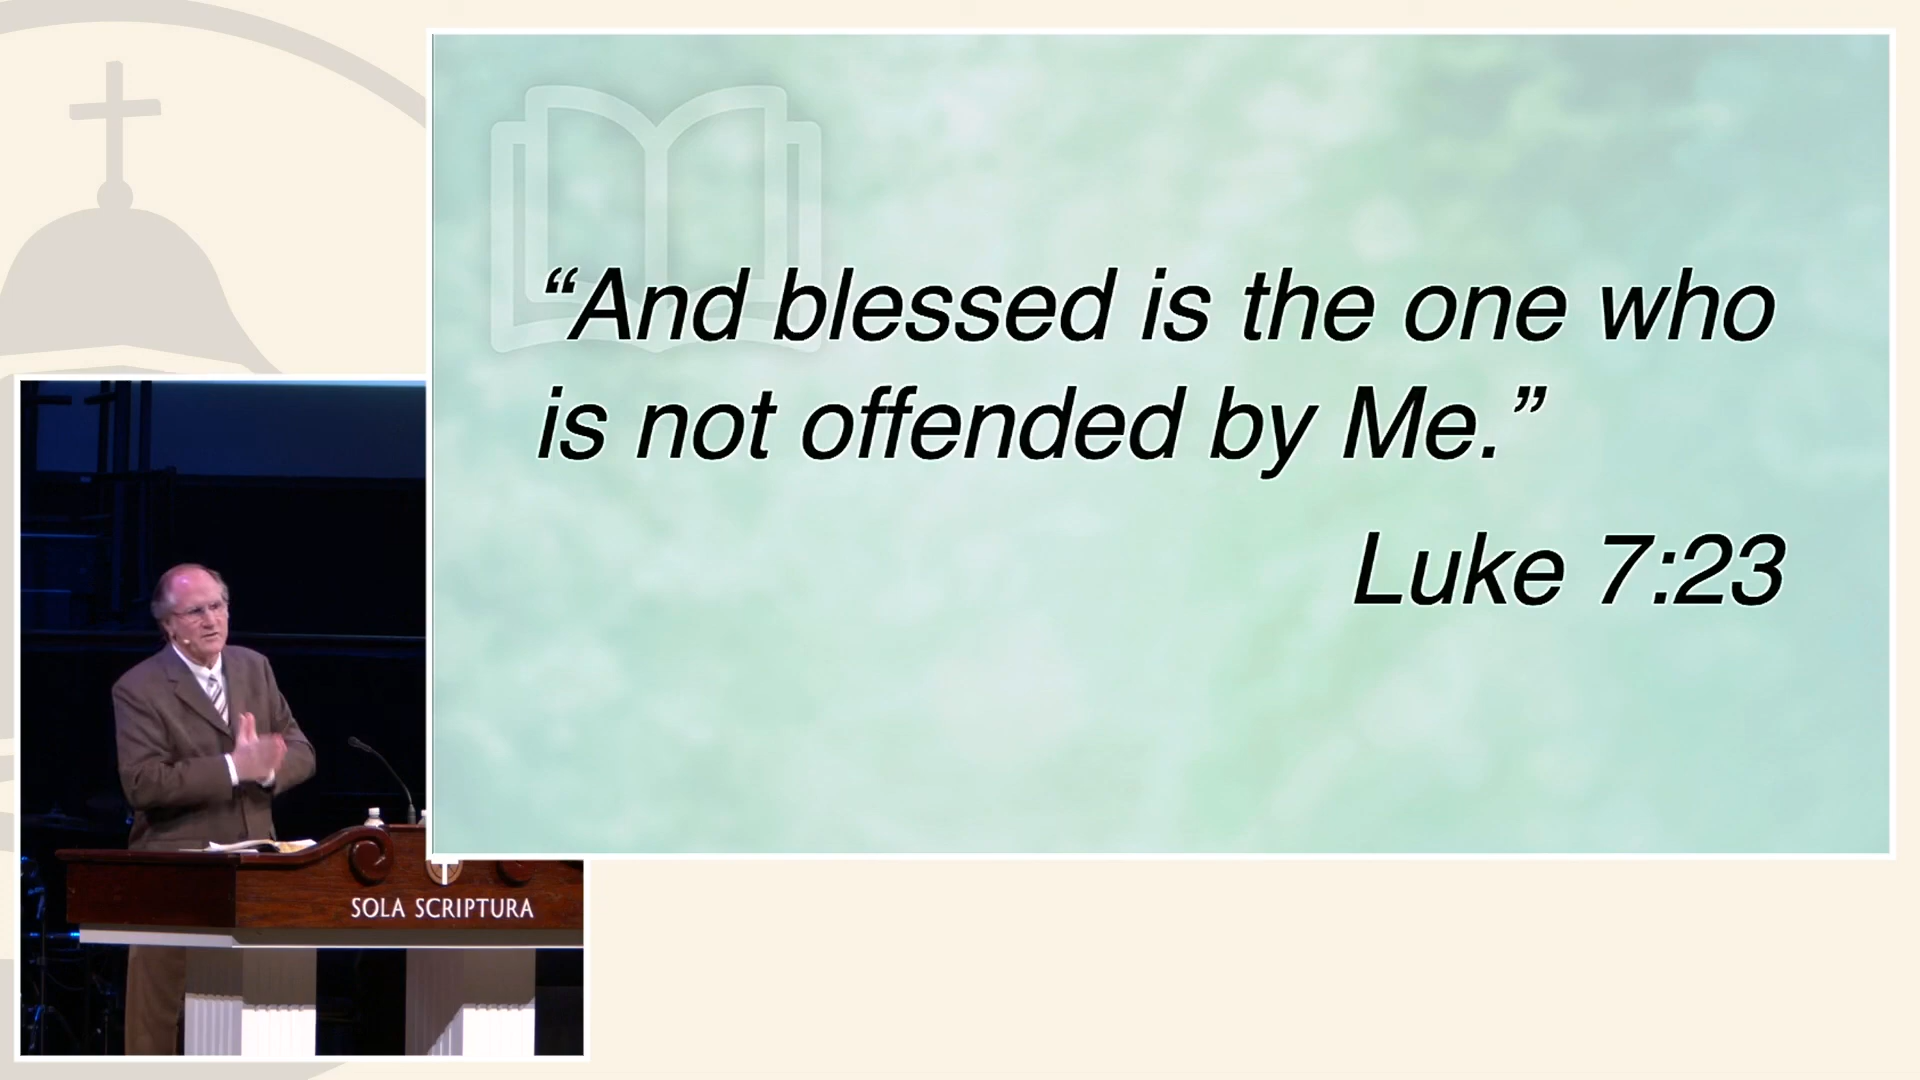 “And blessed is the one who
is not offended by Me.”
Luke 7:23
SOLA SCRIPTURA